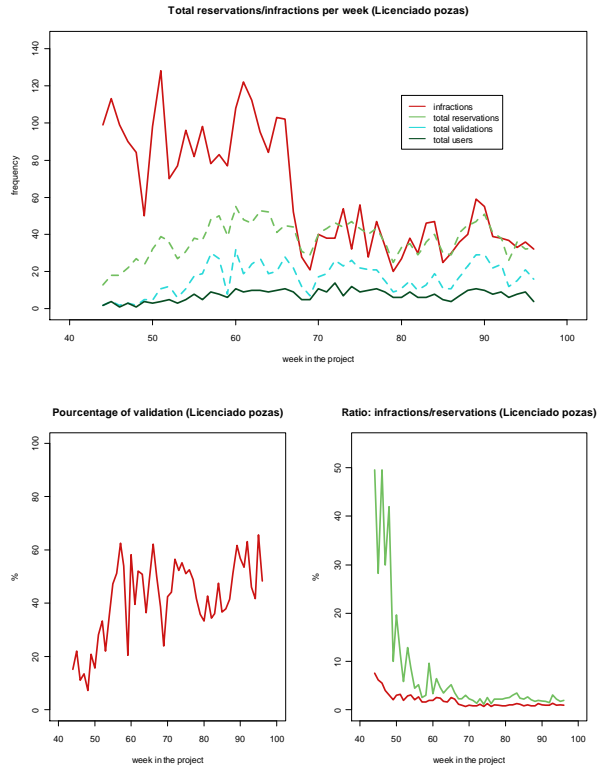 Total reservations/infractions per week (Licenciado pozas)
140
120
100
80
60
40
20
0
frequency
infractions
total reservations
total validations
total users
40 50 60 70 80 90 100
week in the project
Pourcentage of validation (Licenciado pozas)
100
80
60
40
20
0
%
40 50 60 70 80 90 100
week in the project
Ratio: infractions/reservations (Licenciado pozas)
50
40
30
20
10
0
%
40 50 60 70 80 90 100
week in the project